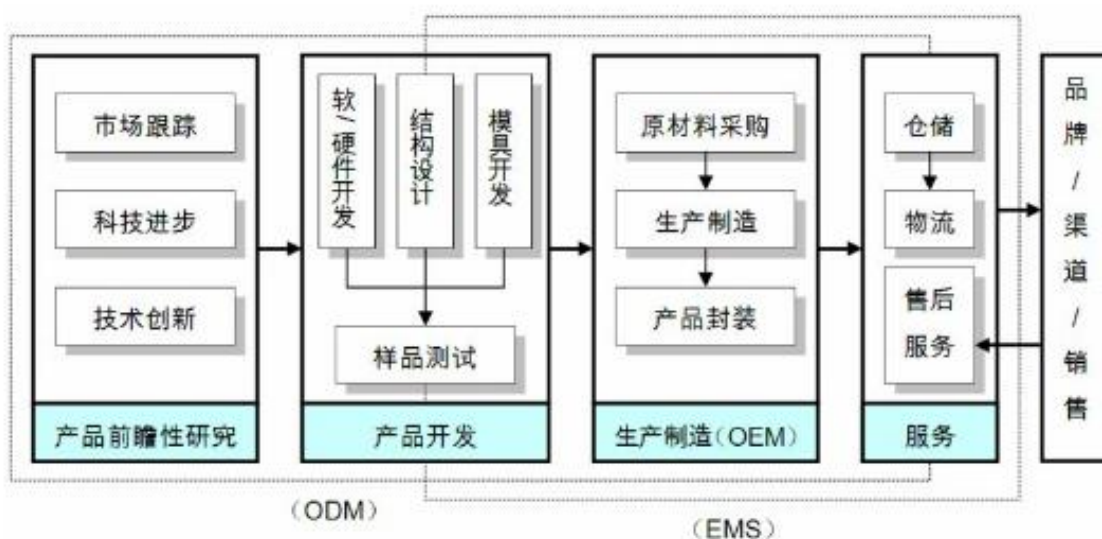 市场跟踪
科技进步
技术创新
产品前瞻性研究
软/硬件开发
结构设计
模具开发
样品测试
产品开发
原材料采购
生产制造
产品封装
生产制造（OEM）
仓储
物流
售后
服务
服务
品牌/渠道/销售
（ODM）
（EMS）